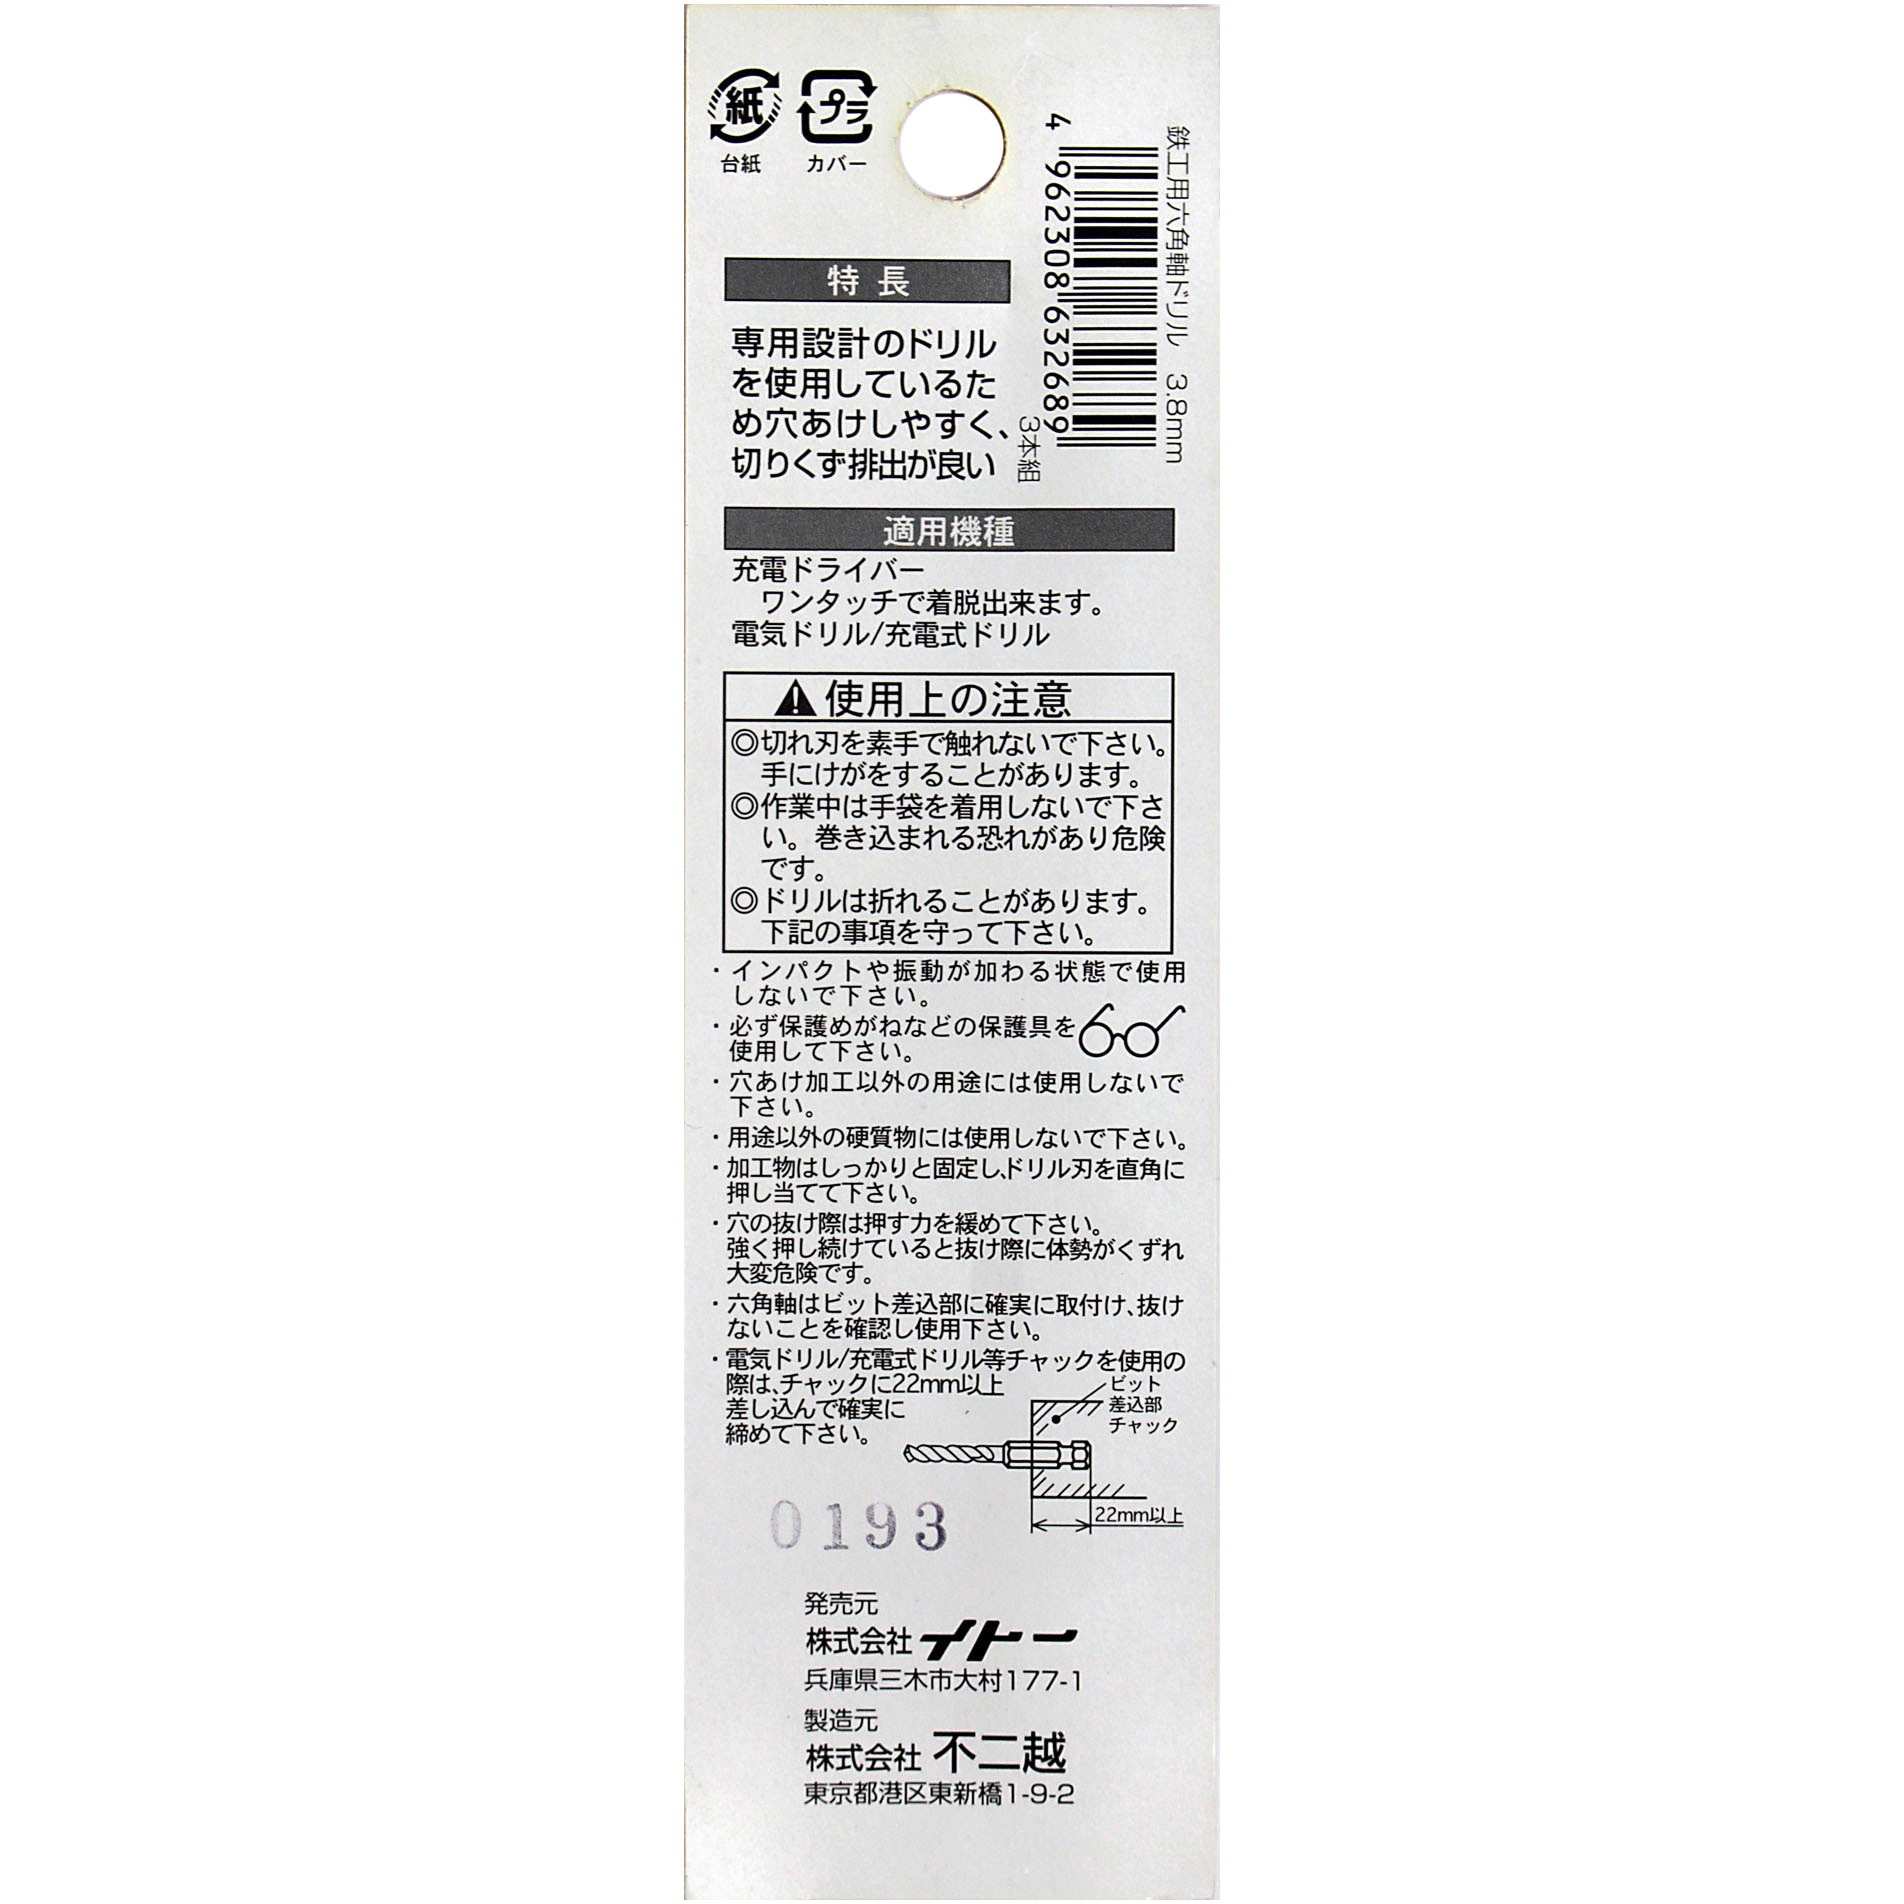 紙
プラ
台紙
カバー
鉄工用六角軸ドリル 3.8mm
4 962308 632689
3本組
特長
専用設計のドリル
を使用しているた
め穴あけしやすく、
切りくず排出が良い
適用機種
充電ドライバー
ワンタッチで着脱出来ます。
電気ドリル/充電式ドリル
使用上の注意
◎切れ刃を素手で触れないで下さい。
手にけがをすることがあります。
◎作業中は手袋を着用しないで下さ
い。巻き込まれる恐れがあり危険
です。
◎ドリルは折れることがあります。
下記の事項を守って下さい。
・インパクトや振動が加わる状態で使用
しないで下さい。
・必ず保護めがねなどの保護具を
使用して下さい。
・穴あけ加工以外の用途には使用しないで
下さい。
・用途以外の硬質物には使用しないで下さい。
・加工物はしっかりと固定し、ドリル刃を直角に
押し当てて下さい。
・穴の抜け際は押す力を緩めて下さい。
強く押し続けていると抜け際に体勢がくずれ
大変危険です。
・六角軸はビット差込部に確実に取付け、抜け
ないことを確認し使用下さい。
・電気ドリル/充電式ドリル等チャックを使用の
際は、チャックに22mm以上
差し込んで確実に
締めて下さい。
ビット
差込部
チャック
22mm以上
0193
発売元
株式会社イトー
兵庫県三木市大村177-1
製造元
株式会社 不二越
東京都港区東新橋1-9-2